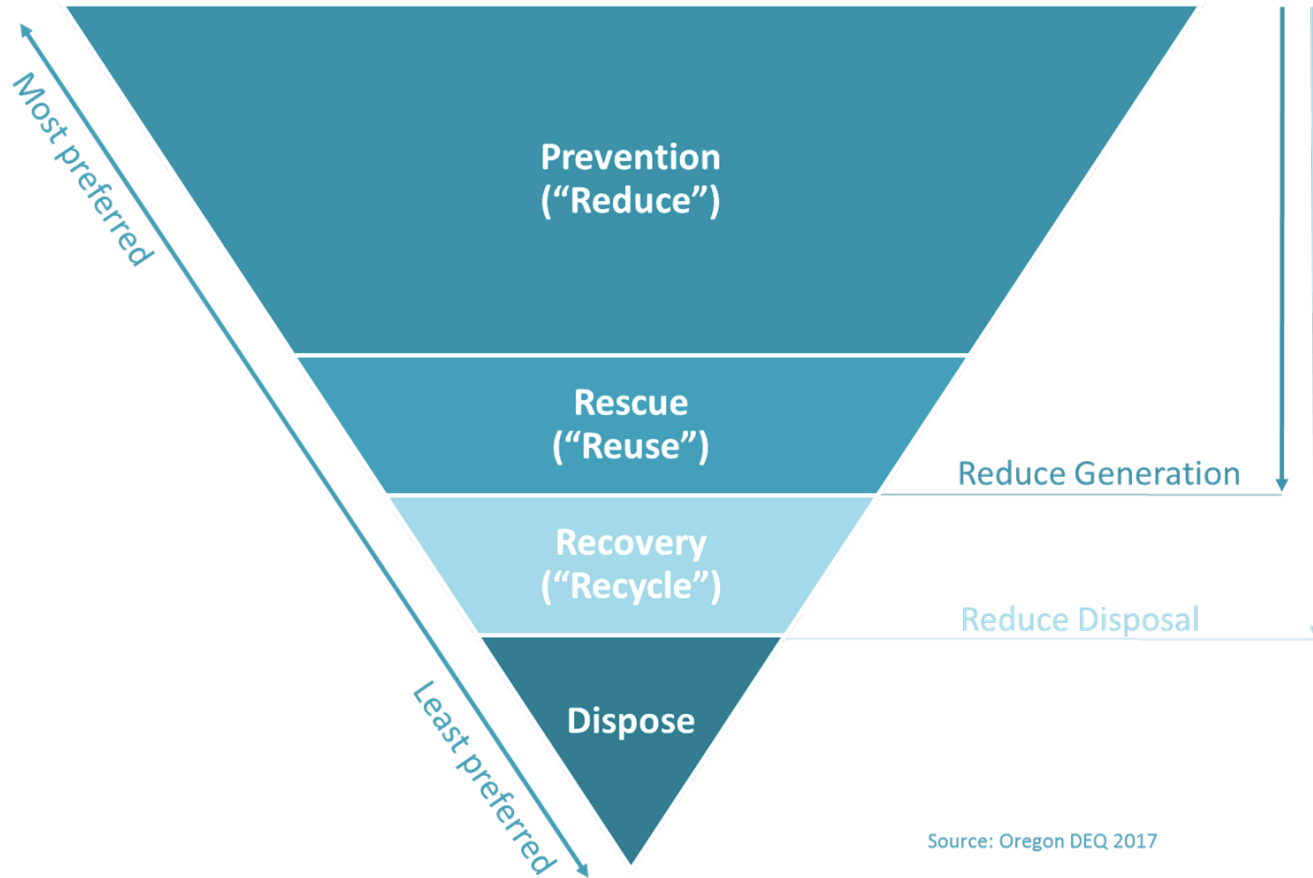 Most preferred
Prevention
(“Reduce”)
Rescue
(“Reuse”)
Reduce Generation
Recovery
(“Recycle”)
Reduce Disposal
Least preferred
Dispose
Source: Oregon DEQ 2017